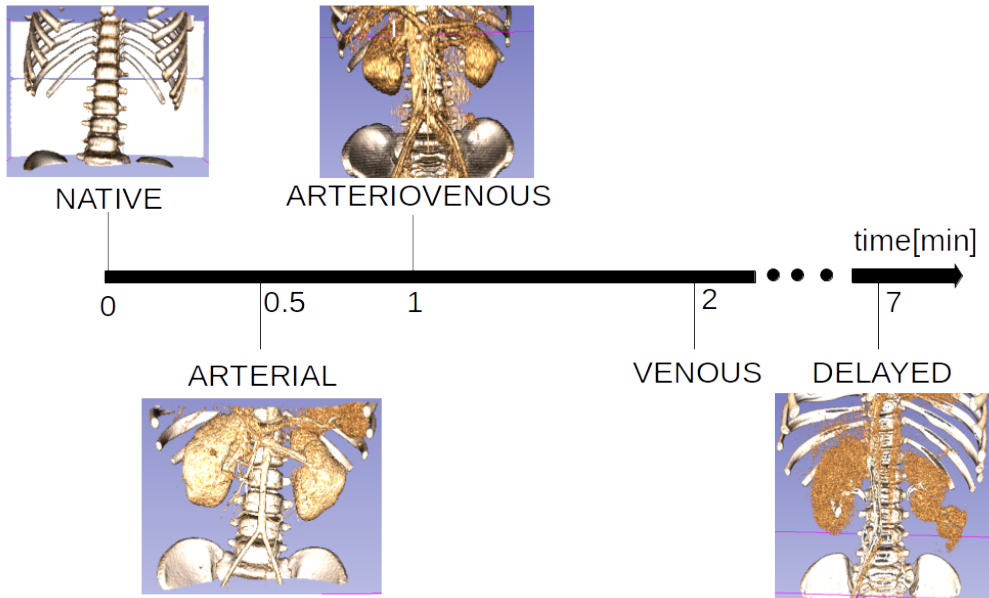 NATIVE
ARTERIOVENOUS
time[min]
0
0.5
1
2
7
ARTERIAL
VENOUS
DELAYED